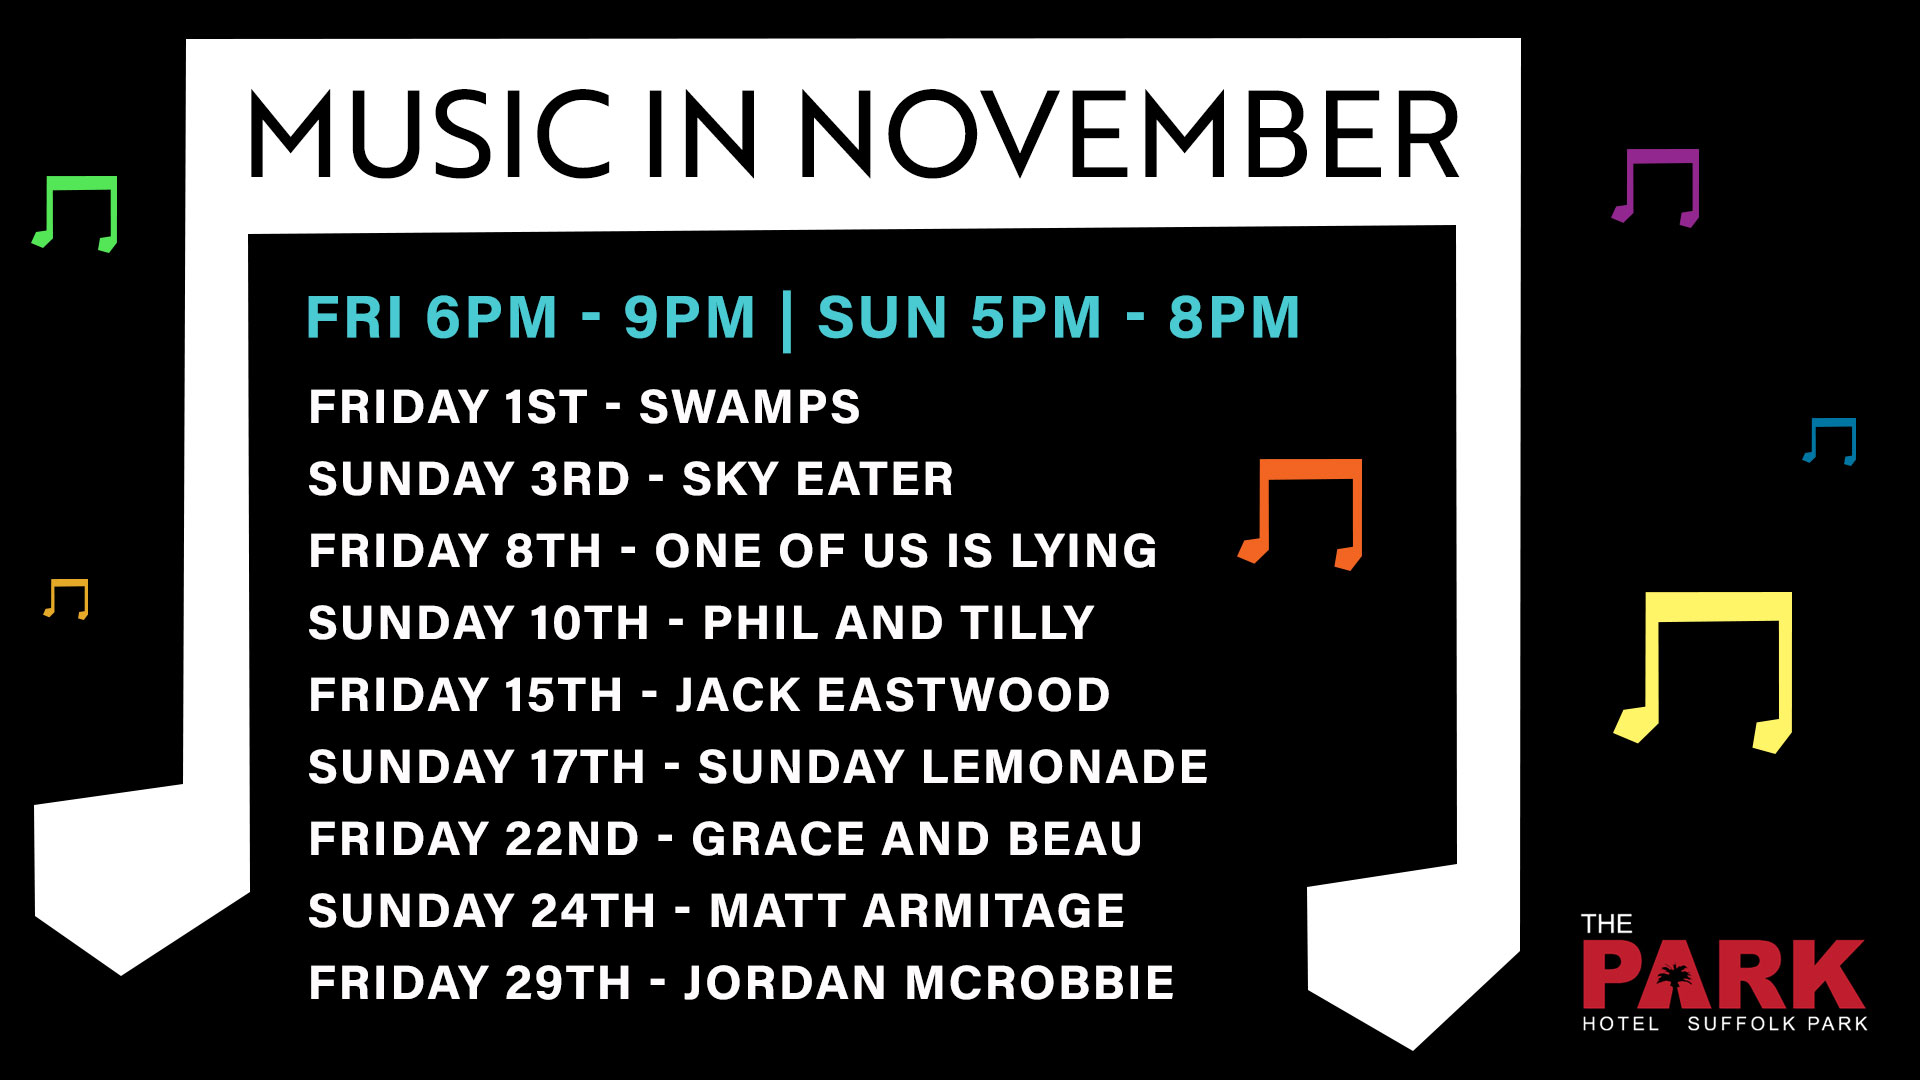 MUSIC IN NOVEMBER
FRI 6PM - 9PM | SUN 5PM - 8PM
FRIDAY 1ST - SWAMPS
SUNDAY 3RD - SKY EATER
FRIDAY 8TH - ONE OF US IS LYING
SUNDAY 10TH - PHIL AND TILLY
FRIDAY 15TH - JACK EASTWOOD
SUNDAY 17TH - SUNDAY LEMONADE
FRIDAY 22ND - GRACE AND BEAU
SUNDAY 24TH - MATT ARMITAGE
FRIDAY 29TH - JORDAN MCROBBIE
THE
PARK
HOTEL SUFFOLK PARK